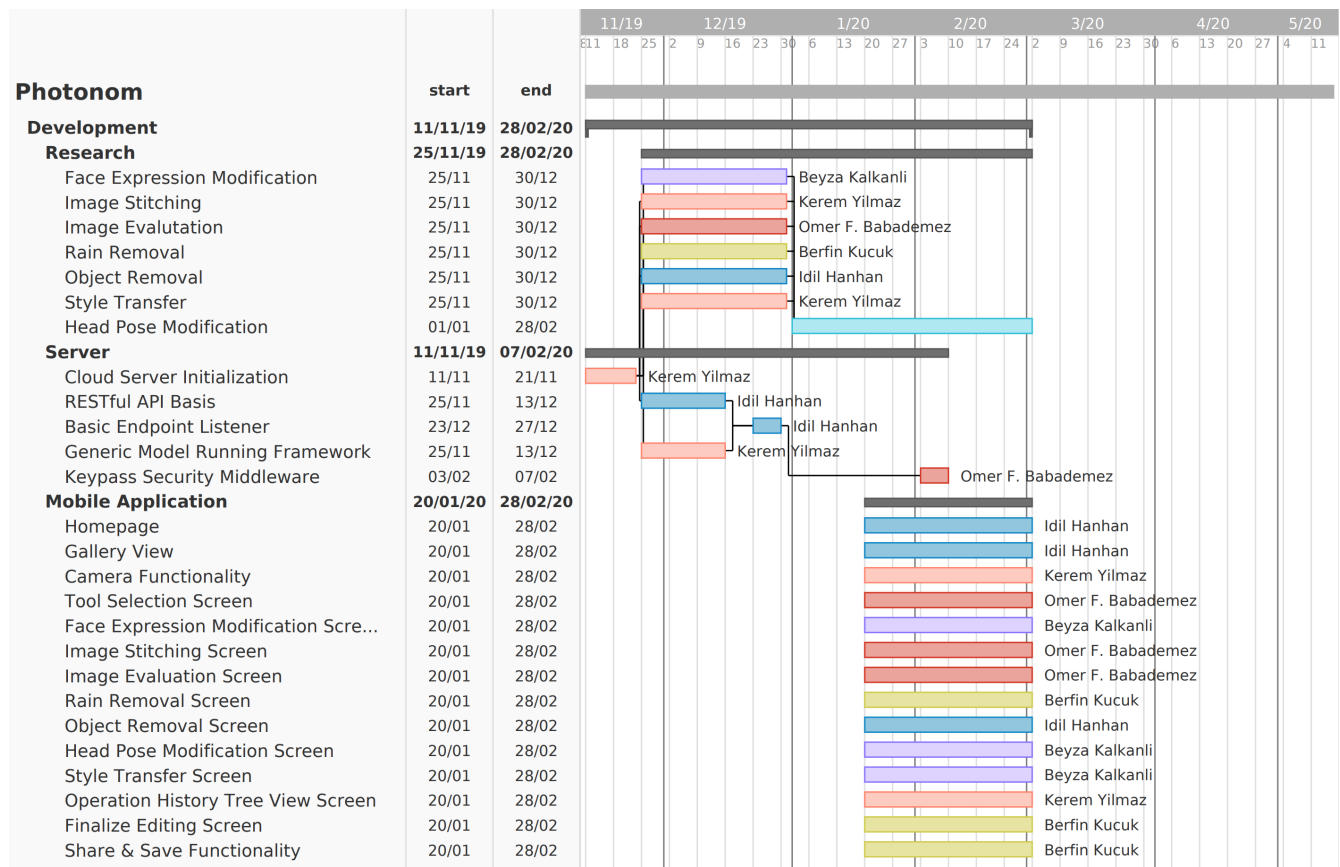 11/19 12/19 1/20 2/20 3/20 4/20 5/20
8 11 18 25 2 9 16 23 30 6 13 20 27 3 10 17 24 2 9 16 23 30 6 13 20 27 4 11
Photonom start end
Development 11/11/19 28/02/20
Research 25/11/19 28/02/20
Face Expression Modification 25/11 30/12 Beyza Kalkanli
Image Stitching 25/11 30/12 Kerem Yilmaz
Image Evalutation 25/11 30/12 Omer F. Babademez
Rain Removal 25/11 30/12 Berfin Kucuk
Object Removal 25/11 30/12 Idil Hanhan
Style Transfer 25/11 30/12 Kerem Yilmaz
Head Pose Modification 01/01 28/02
Server 11/11/19 07/02/20
Cloud Server Initialization 11/11 21/11 Kerem Yilmaz
RESTful API Basis 25/11 13/12 Idil Hanhan
Basic Endpoint Listener 23/12 27/12 Idil Hanhan
Generic Model Running Framework 25/11 13/12 Kerem Yilmaz
Keypass Security Middleware 03/02 07/02 Omer F. Babademez
Mobile Application 20/01/20 28/02/20
Homepage 20/01 28/02 Idil Hanhan
Gallery View 20/01 28/02 Idil Hanhan
Camera Functionality 20/01 28/02 Kerem Yilmaz
Tool Selection Screen 20/01 28/02 Omer F. Babademez
Face Expression Modification Scre... 20/01 28/02 Beyza Kalkanli
Image Stitching Screen 20/01 28/02 Omer F. Babademez
Image Evaluation Screen 20/01 28/02 Omer F. Babademez
Rain Removal Screen 20/01 28/02 Berfin Kucuk
Object Removal Screen 20/01 28/02 Idil Hanhan
Head Pose Modification Screen 20/01 28/02 Beyza Kalkanli
Style Transfer Screen 20/01 28/02 Beyza Kalkanli
Operation History Tree View Screen 20/01 28/02 Kerem Yilmaz
Finalize Editing Screen 20/01 28/02 Berfin Kucuk
Share & Save Functionality 20/01 28/02 Berfin Kucuk